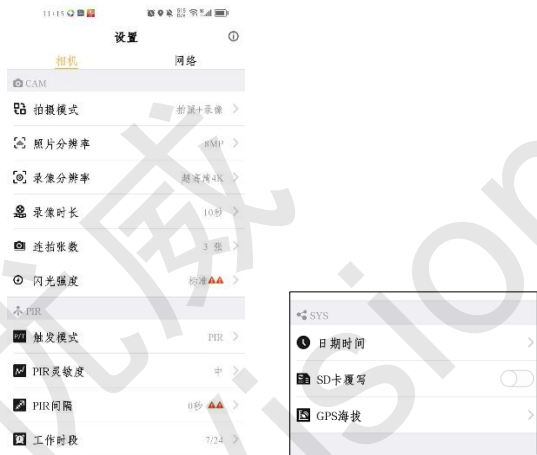 11:15
设置
相机 网络
CAM
拍摄模式 拍照+录像
照片分辨率 8MP
录像分辨率 超高清4K
录像时长 10秒
连拍张数 3 张
闪光强度 标准
PIR
P/T 触发模式 PIR
PIR灵敏度 中
PIR间隔 0秒
工作时段 7/24
SYS
日期时间
SD卡覆写
GPS海拔
优威
vision